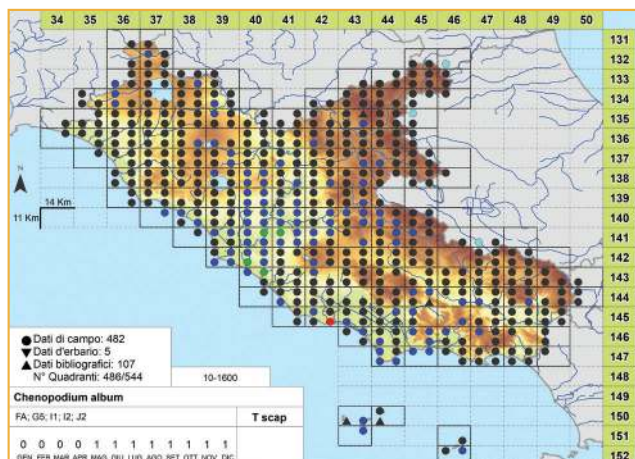 34 35 36 37 38 39 40 41 42 43 44 45 46 47 48 49 50
131
132
133
134
135
136
137
138
139
140
141
142
143
144
145
146
147
148
149
150
151
152
N
14 Km
11 Km
Dati di campo: 482
Dati d'erbario: 5
Dati bibliografici: 107
N° Quadranti: 486/544
10-1600
Chenopodium album
FA; G5; I1; I2; J2
T scap
0 0 0 0 1 1 1 1 1 1 1 1
GEN FEB MAR APR MAG GIU LUG AGO SET OTT NOV DIC